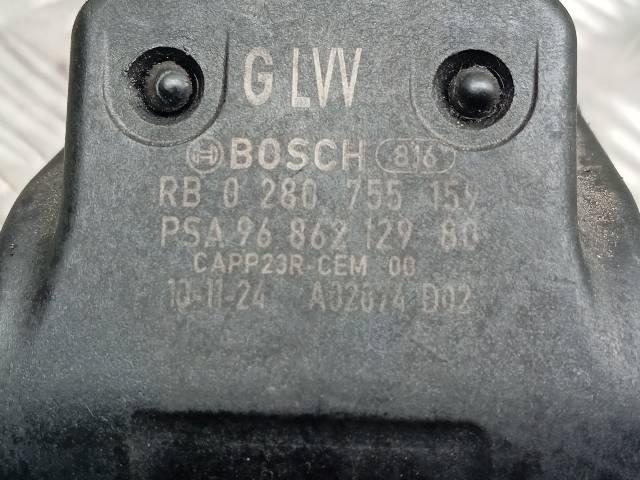 G LVV
BOSCH 816
RB 0 280 755 159
PSA 96 862 129 80
CAPP23R-CEM 00
10-11-24 A02074 D02